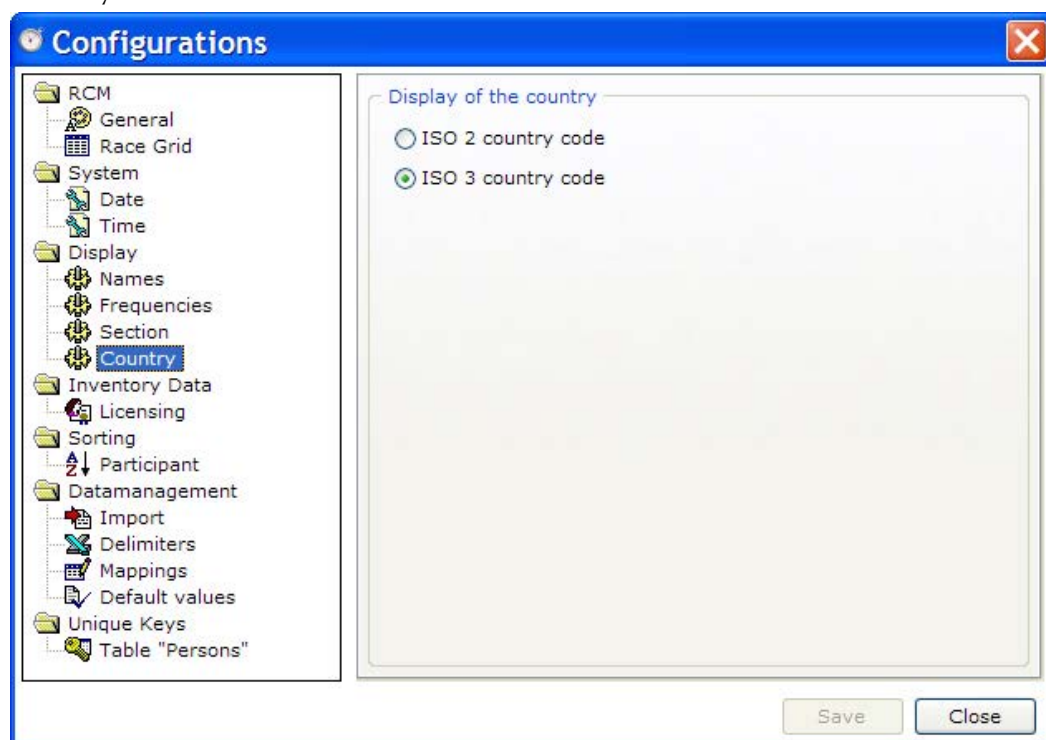 Configurations
RCM
General
Race Grid
System
Date
Time
Display
Names
Frequencies
Section
Country
Inventory Data
Licensing
Sorting
Participant
Datamanagement
Import
Delimiters
Mappings
Default values
Unique Keys
Table "Persons"
Display of the country
ISO 2 country code
ISO 3 country code
Save
Close